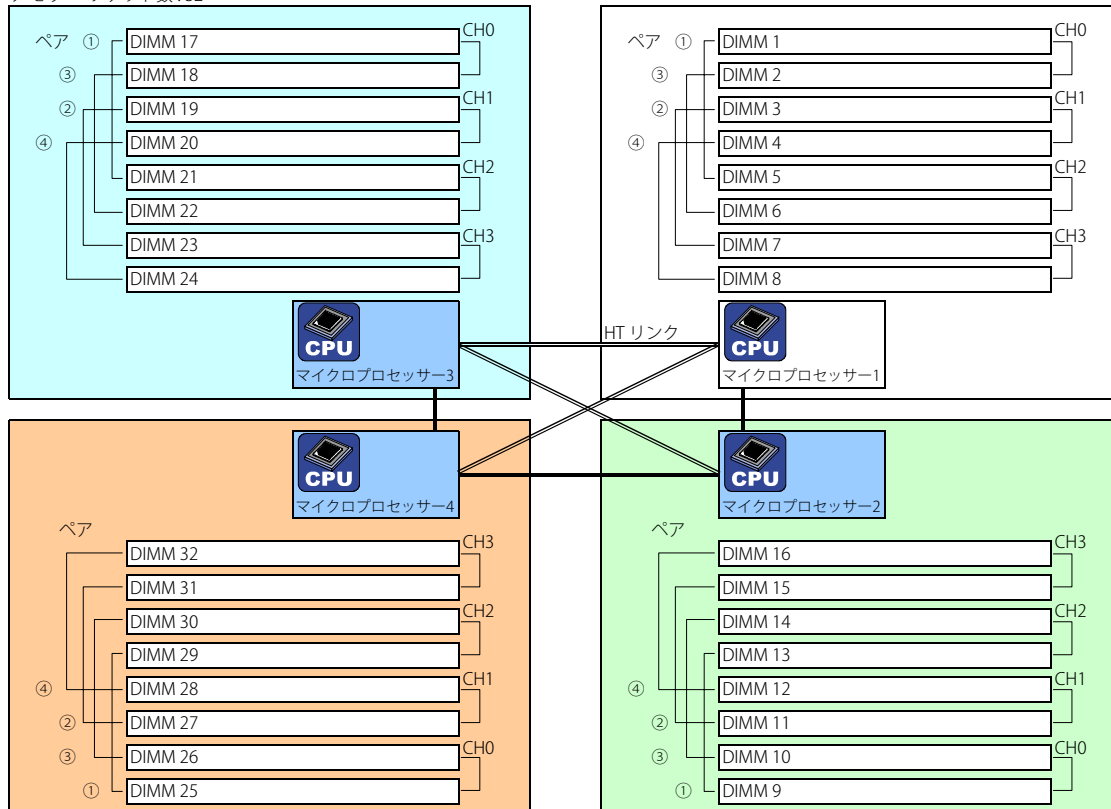 ペア ①
DIMM 17
CH0
③
DIMM 18
②
DIMM 19
CH1
④
DIMM 20
DIMM 21
CH2
DIMM 22
DIMM 23
CH3
DIMM 24
CPU
マイクロプロセッサー3
ペア ①
DIMM 1
CH0
③
DIMM 2
②
DIMM 3
CH1
④
DIMM 4
DIMM 5
CH2
DIMM 6
DIMM 7
CH3
DIMM 8
HT リンク
CPU
マイクロプロセッサー1
CPU
マイクロプロセッサー4
ペア
DIMM 32
CH3
DIMM 31
DIMM 30
CH2
DIMM 29
④
DIMM 28
CH1
②
DIMM 27
③
DIMM 26
CH0
①
DIMM 25
CPU
マイクロプロセッサー2
ペア
DIMM 16
CH3
DIMM 15
DIMM 14
CH2
DIMM 13
④
DIMM 12
CH1
②
DIMM 11
③
DIMM 10
CH0
①
DIMM 9